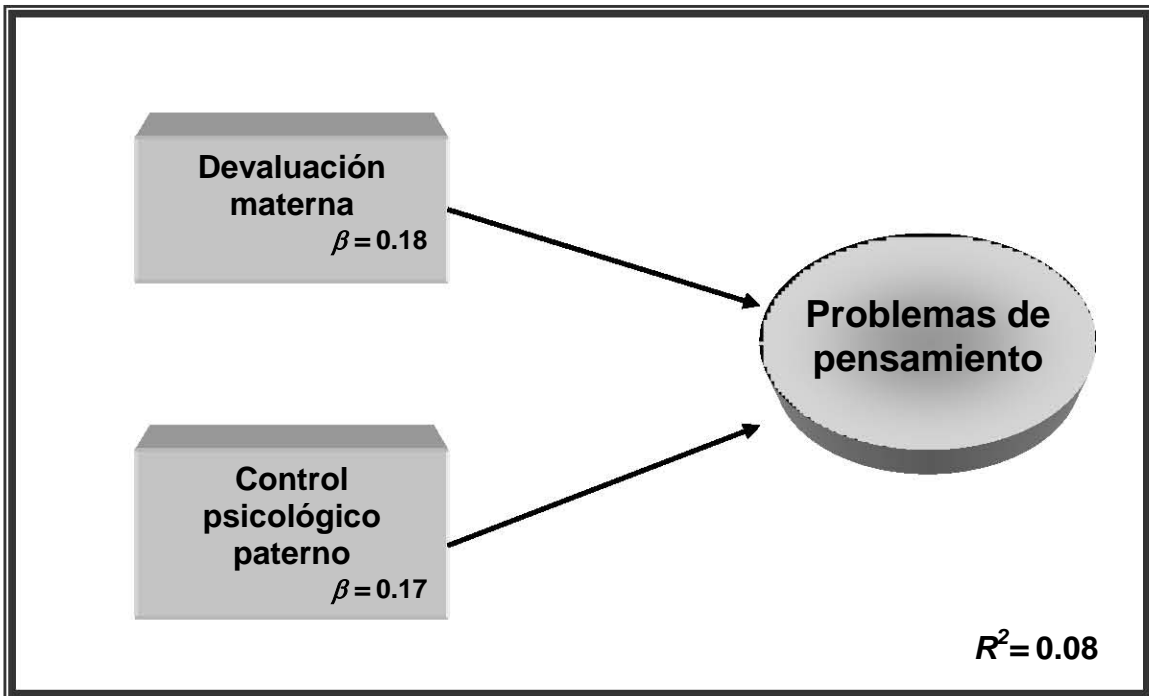 Devaluación
materna
β = 0.18
Problemas de
pensamiento
Control
psicológico
paterno
β = 0.17
R² = 0.08